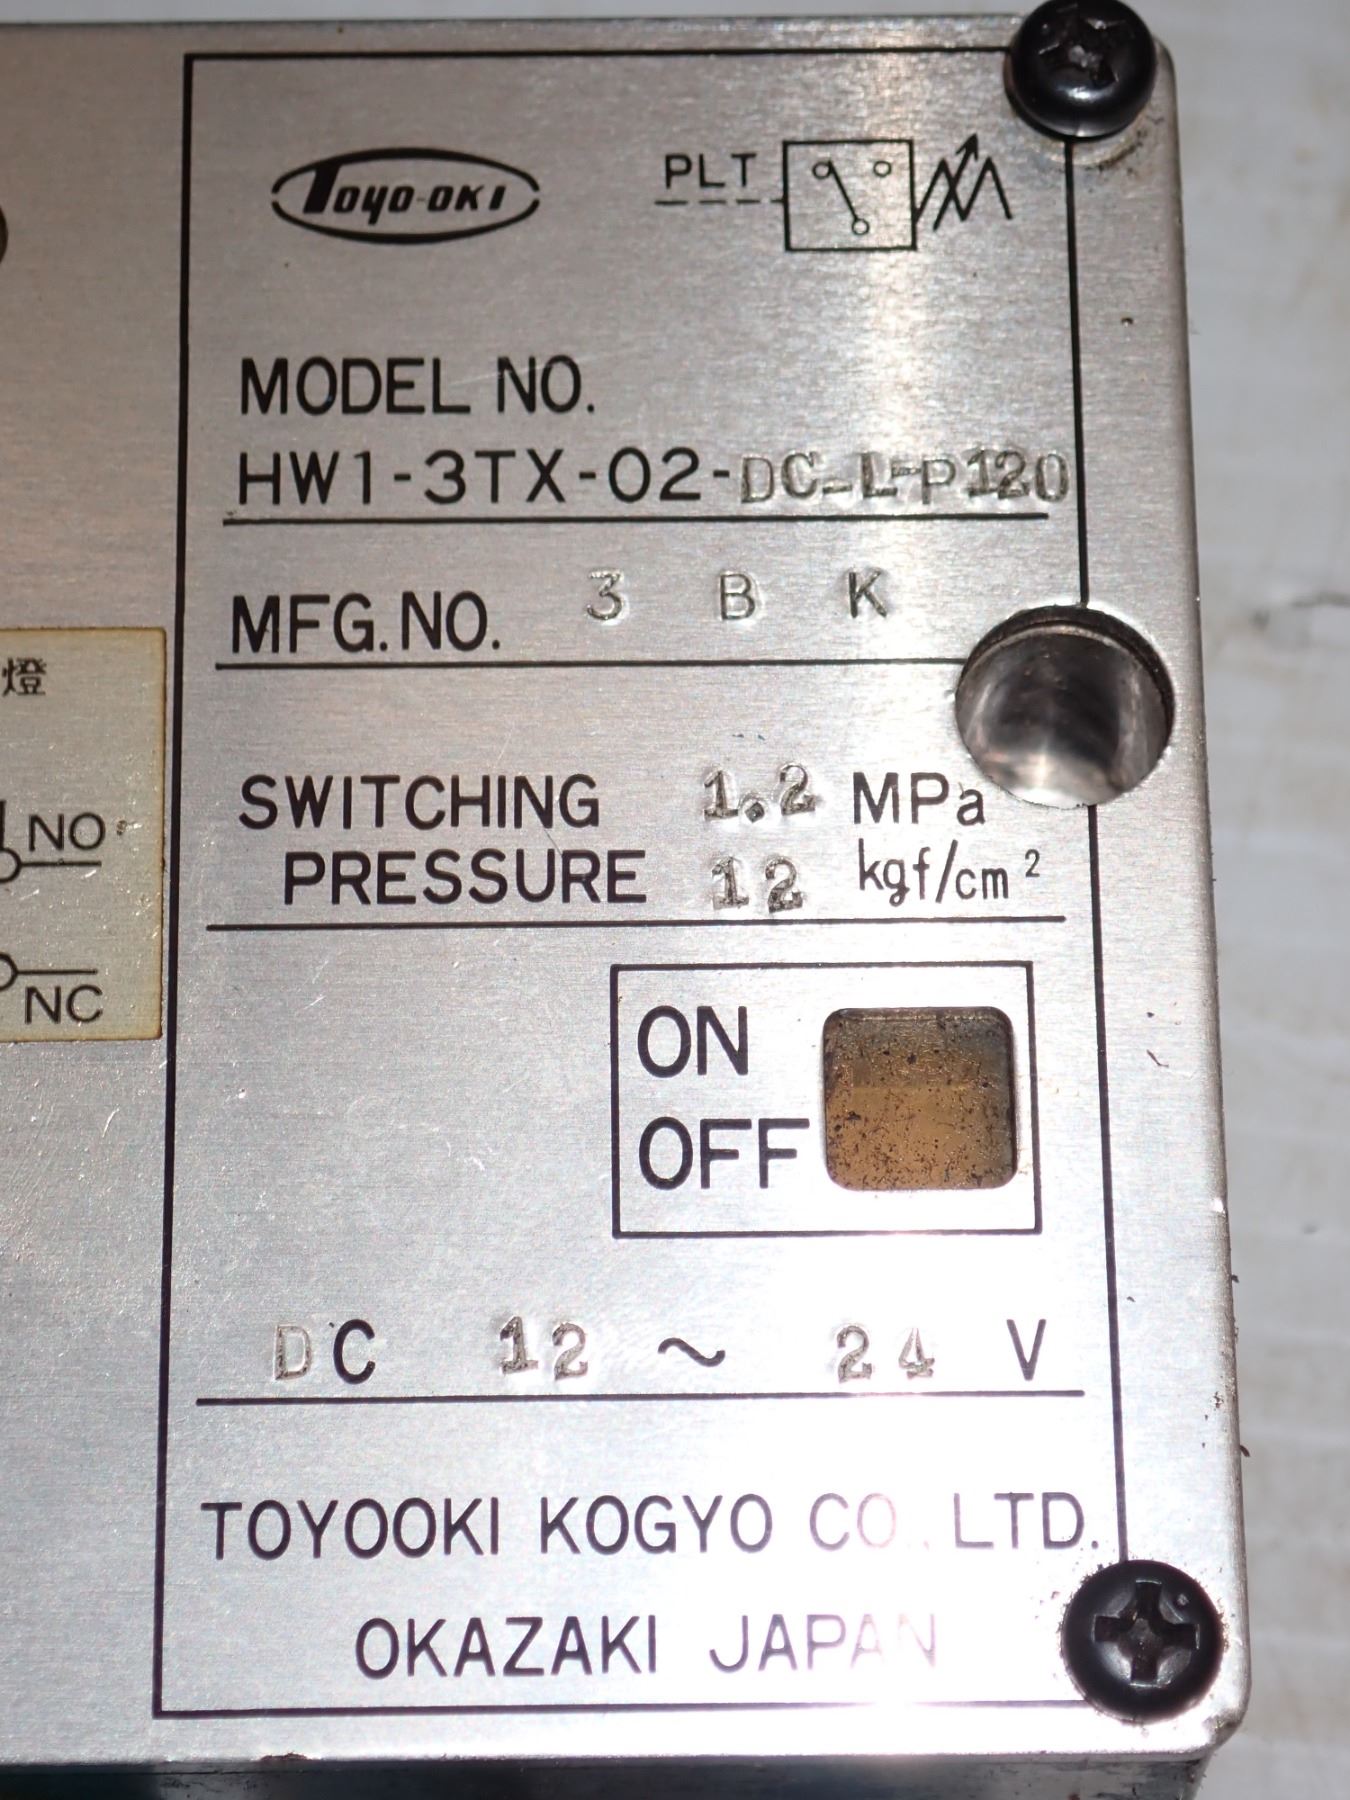 TOYO-OKI
PLT
MODEL NO.
HW1-3TX-02-DC-L-P120
MFG.NO. 3 B K
燈
NO
SWITCHING 1.2 MPa
PRESSURE 12 kgf/cm²
NC
ON
OFF
DC 12 ~ 24 V
TOYOOKI KOGYO CO., LTD.
OKAZAKI JAPAN